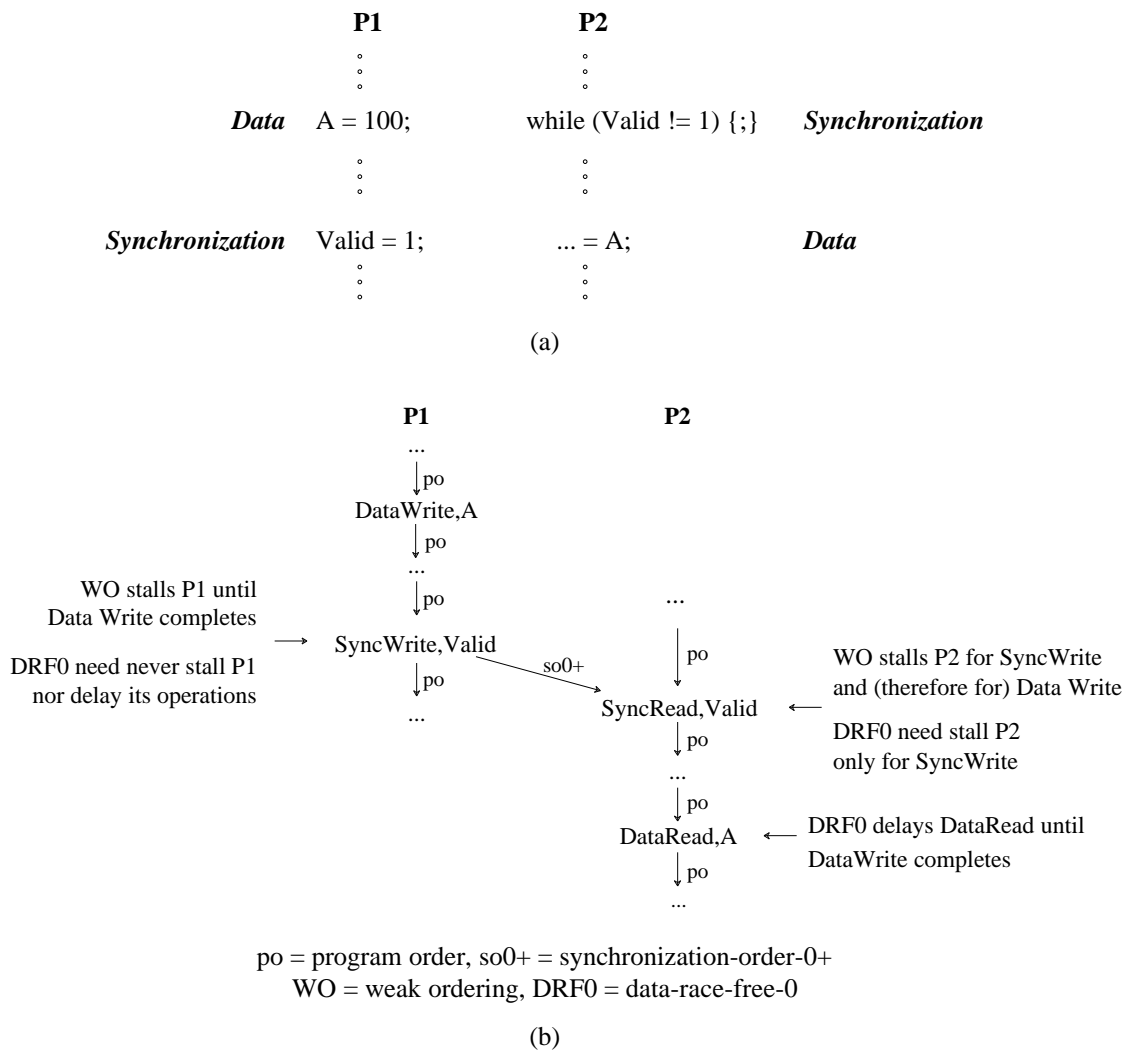 P1 P2
Data A = 100; while (Valid != 1) {;} Synchronization
Synchronization Valid = 1; ... = A; Data
(a)
P1 P2
...
po
DataWrite,A
po
...
po
WO stalls P1 until
Data Write completes
SyncWrite,Valid
DRF0 need never stall P1
nor delay its operations
po
...
so0+
...
po
SyncRead,Valid
WO stalls P2 for SyncWrite
and (therefore for) Data Write
DRF0 need stall P2
only for SyncWrite
po
...
po
DataRead,A
DRF0 delays DataRead until
DataWrite completes
po
...
po = program order, so0+ = synchronization-order-0+
WO = weak ordering, DRF0 = data-race-free-0
(b)